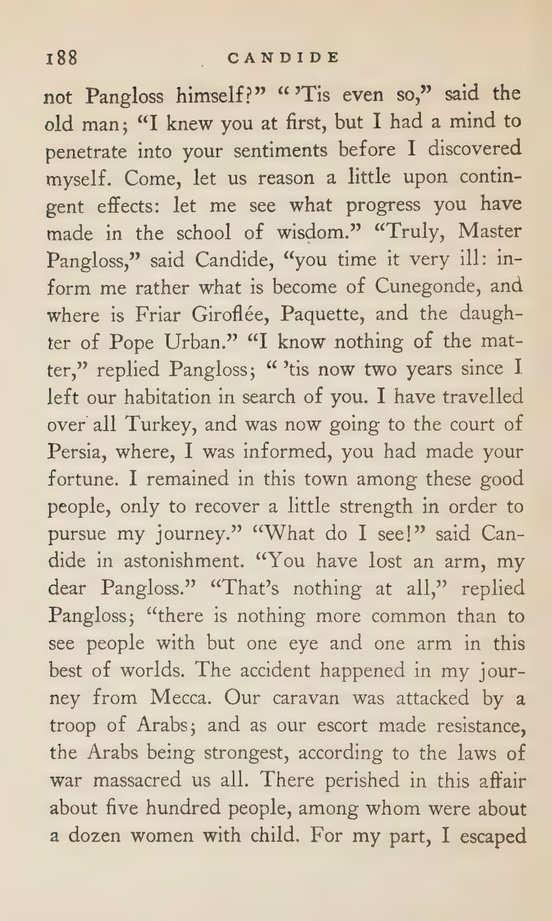 188 CANDIDE
not Pangloss himself?” “ ’Tis even so,” said the
old man; “I knew you at first, but I had a mind to
penetrate into your sentiments before I discovered
myself. Come, let us reason a little upon contin-
gent effects: let me see what progress you have
made in the school of wisdom.” “Truly, Master
Pangloss,” said Candide, “you time it very ill: in-
form me rather what is become of Cunegonde, and
where is Friar Giroflée, Paquette, and the daugh-
ter of Pope Urban.” “I know nothing of the mat-
ter,” replied Pangloss; “ ’tis now two years since I
left our habitation in search of you. I have travelled
over all Turkey, and was now going to the court of
Persia, where, I was informed, you had made your
fortune. I remained in this town among these good
people, only to recover a little strength in order to
pursue my journey.” “What do I see!” said Can-
dide in astonishment. “You have lost an arm, my
dear Pangloss.” “That’s nothing at all,” replied
Pangloss; “there is nothing more common than to
see people with but one eye and one arm in this
best of worlds. The accident happened in my jour-
ney from Mecca. Our caravan was attacked by a
troop of Arabs; and as our escort made resistance,
the Arabs being strongest, according to the laws of
war massacred us all. There perished in this affair
about five hundred people, among whom were about
a dozen women with child. For my part, I escaped